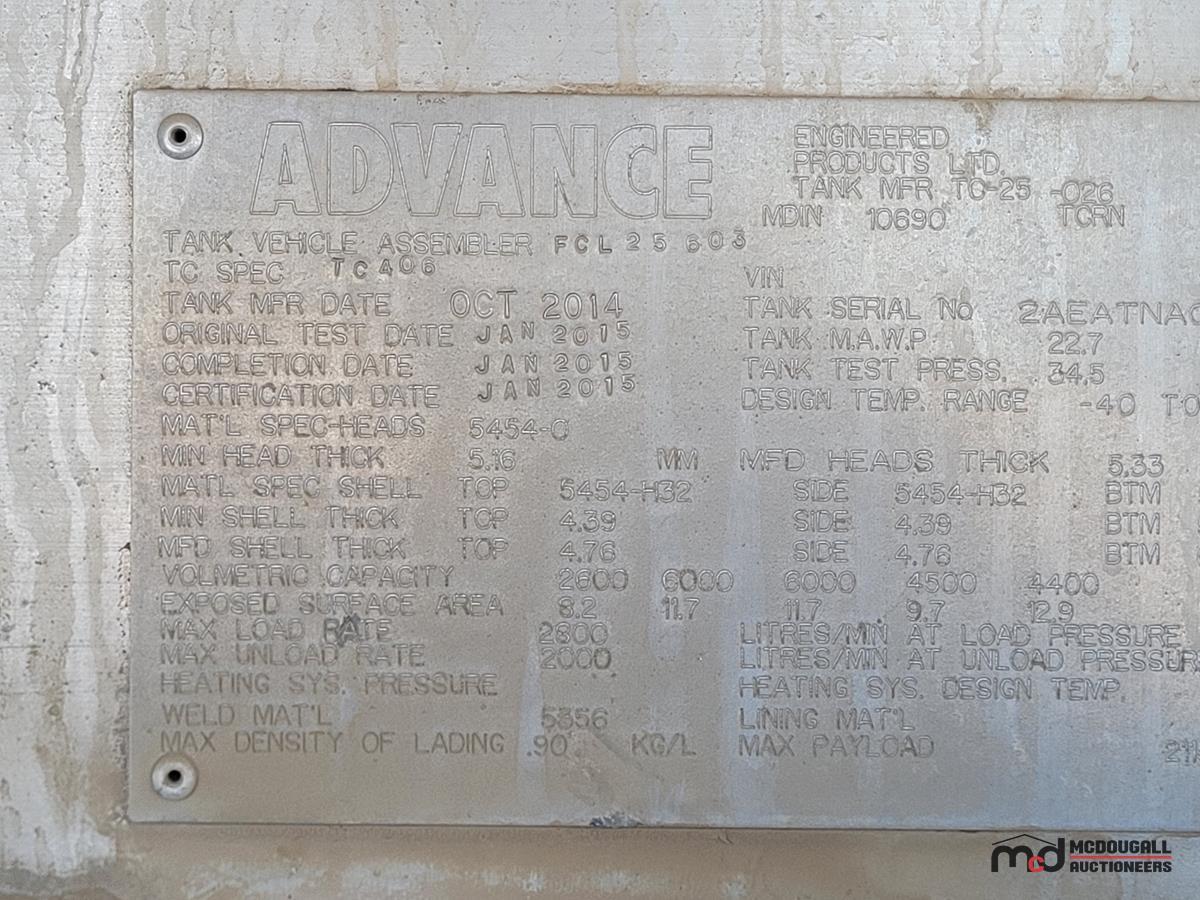 ADVANCE
ENGINEERED
PRODUCTS LTD.
TANK MFR TC-25 -026
MDIN 10690 TCRN
TANK VEHICLE ASSEMBLER FCL 25 603
TC SPEC TC406 VIN
TANK MFR DATE OCT 2014 TANK SERIAL No 2AEATNA
ORIGINAL TEST DATE JAN 2015 TANK M.A.W.P 22.7
COMPLETION DATE JAN 2015 TANK TEST PRESS. 34.5
CERTIFICATION DATE JAN 2015 DESIGN TEMP. RANGE -40 TO
MAT'L SPEC-HEADS 5454-0
MIN HEAD THICK 5.16 MM MFD HEADS THICK 5.33
MATL SPEC SHELL TOP 5454-H32 SIDE 5454-H32 BTM
MIN SHELL THICK TOP 4.39 SIDE 4.39 BTM
MFD SHELL THICK TOP 4.76 SIDE 4.76 BTM
VOLMETRIC CAPACITY 2600 6000 6000 4500 4400
EXPOSED SURFACE AREA 8.2 11.7 11.7 9.7 12.9
MAX LOAD RATE 2800 LITRES/MIN AT LOAD PRESSURE
MAX UNLOAD RATE 2000 LITRES/MIN AT UNLOAD PRESSUR
HEATING SYS. PRESSURE HEATING SYS. DESIGN TEMP.
WELD MAT'L 5356 LINING MAT'L
MAX DENSITY OF LADING .90 KG/L MAX PAYLOAD
mcd MCDOUGALL
AUCTIONEERS